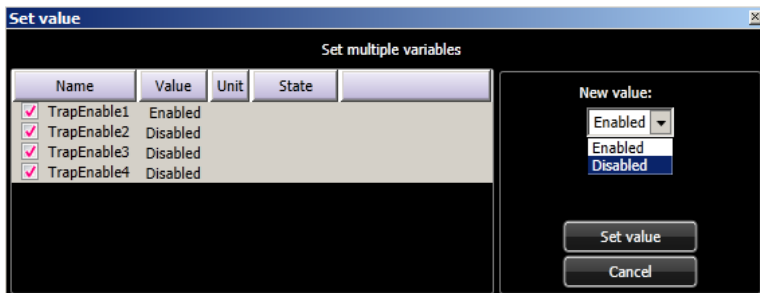 Set value
Set multiple variables
Name Value Unit State
TrapEnable1 Enabled
TrapEnable2 Disabled
TrapEnable3 Disabled
TrapEnable4 Disabled
New value:
Enabled
Enabled
Disabled
Set value
Cancel